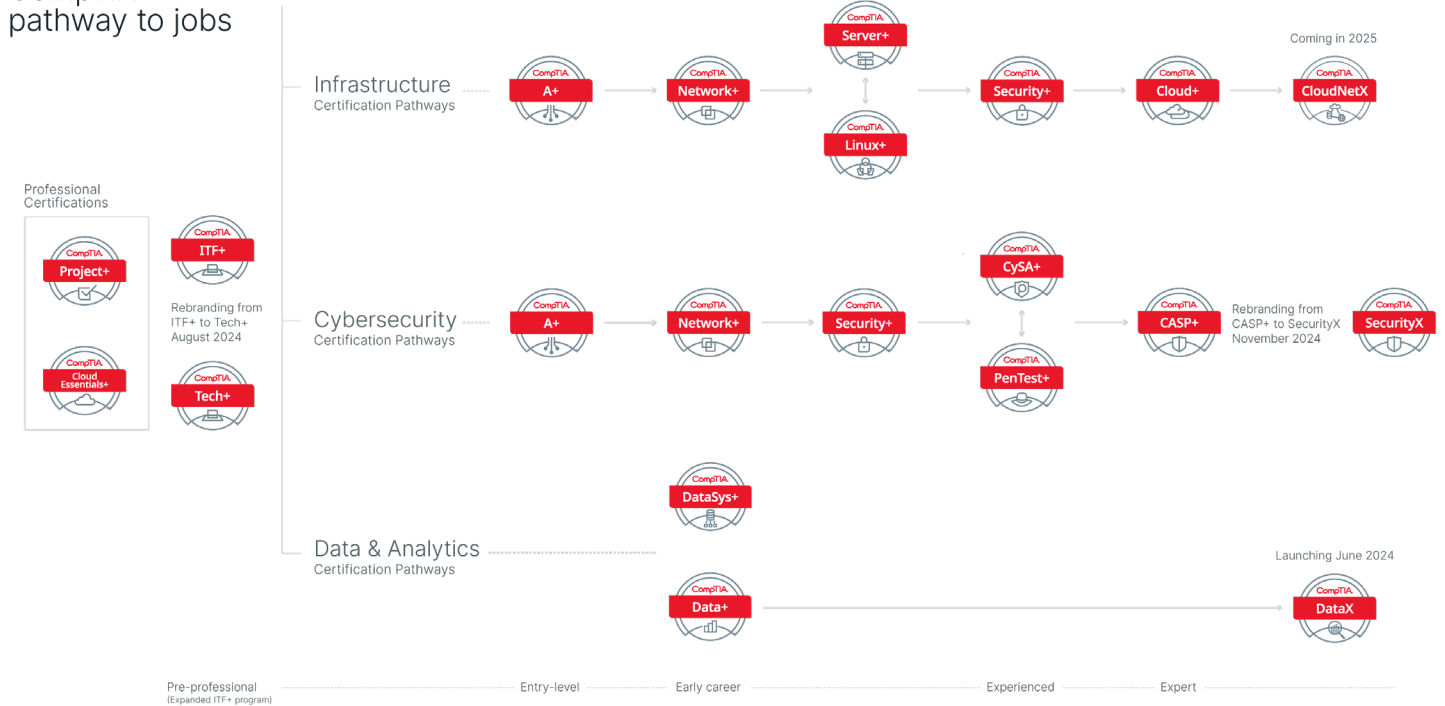 pathway to jobs
Professional
Certifications
CompTIA.
Project+
CompTIA.
Cloud
Essentials+
CompTIA.
ITF+
Rebranding from
ITF+ to Tech+
August 2024
CompTIA.
Tech+
Infrastructure
Certification Pathways
CompTIA.
A+
CompTIA.
Network+
CompTIA.
Server+
CompTIA.
Linux+
CompTIA.
Security+
CompTIA.
Cloud+
Coming in 2025
CompTIA.
CloudNetX
Cybersecurity
Certification Pathways
CompTIA.
A+
CompTIA.
Network+
CompTIA.
Security+
CompTIA.
CySA+
CompTIA.
PenTest+
CompTIA.
CASP+
Rebranding from
CASP+ to SecurityX
November 2024
CompTIA.
SecurityX
Data & Analytics
Certification Pathways
CompTIA.
DataSys+
CompTIA.
Data+
Launching June 2024
CompTIA.
DataX
Pre-professional
(Expanded ITF+ program)
Entry-level
Early career
Experienced
Expert